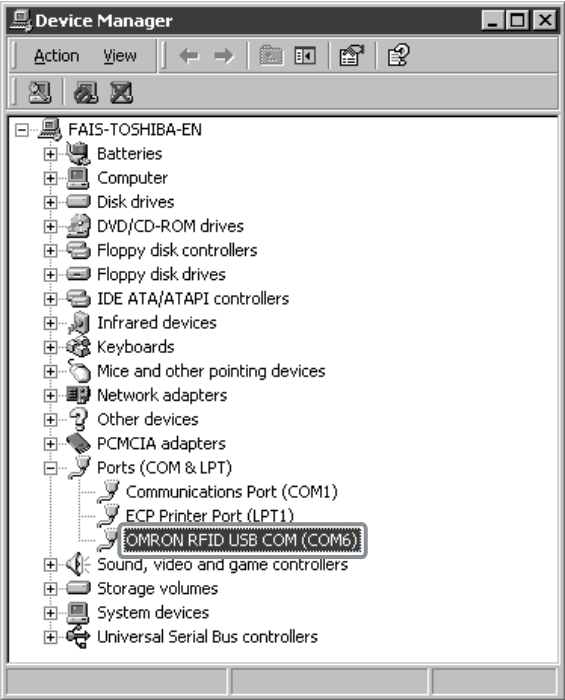 Device Manager
Action View
FAIS-TOSHIBA-EN
Batteries
Computer
Disk drives
DVD/CD-ROM drives
Floppy disk controllers
Floppy disk drives
IDE ATA/ATAPI controllers
Infrared devices
Keyboards
Mice and other pointing devices
Network adapters
Other devices
PCMCIA adapters
Ports (COM & LPT)
Communications Port (COM1)
ECP Printer Port (LPT1)
OMRON RFID USB COM (COM6)
Sound, video and game controllers
Storage volumes
System devices
Universal Serial Bus controllers